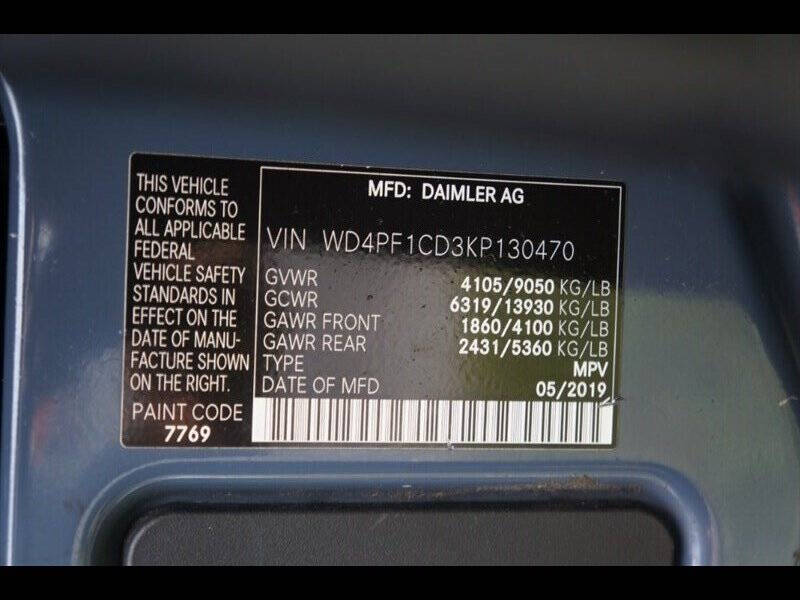 THIS VEHICLE
CONFORMS TO
ALL APPLICABLE
FEDERAL
VEHICLE SAFETY
STANDARDS IN
EFFECT ON THE
DATE OF MANU-
FACTURE SHOWN
ON THE RIGHT.
PAINT CODE
7769
MFD: DAIMLER AG
VIN WD4PF1CD3KP130470
GVWR 4105/9050 KG/LB
GCWR 6319/13930 KG/LB
GAWR FRONT 1860/4100 KG/LB
GAWR REAR 2431/5360 KG/LB
TYPE MPV
DATE OF MFD 05/2019